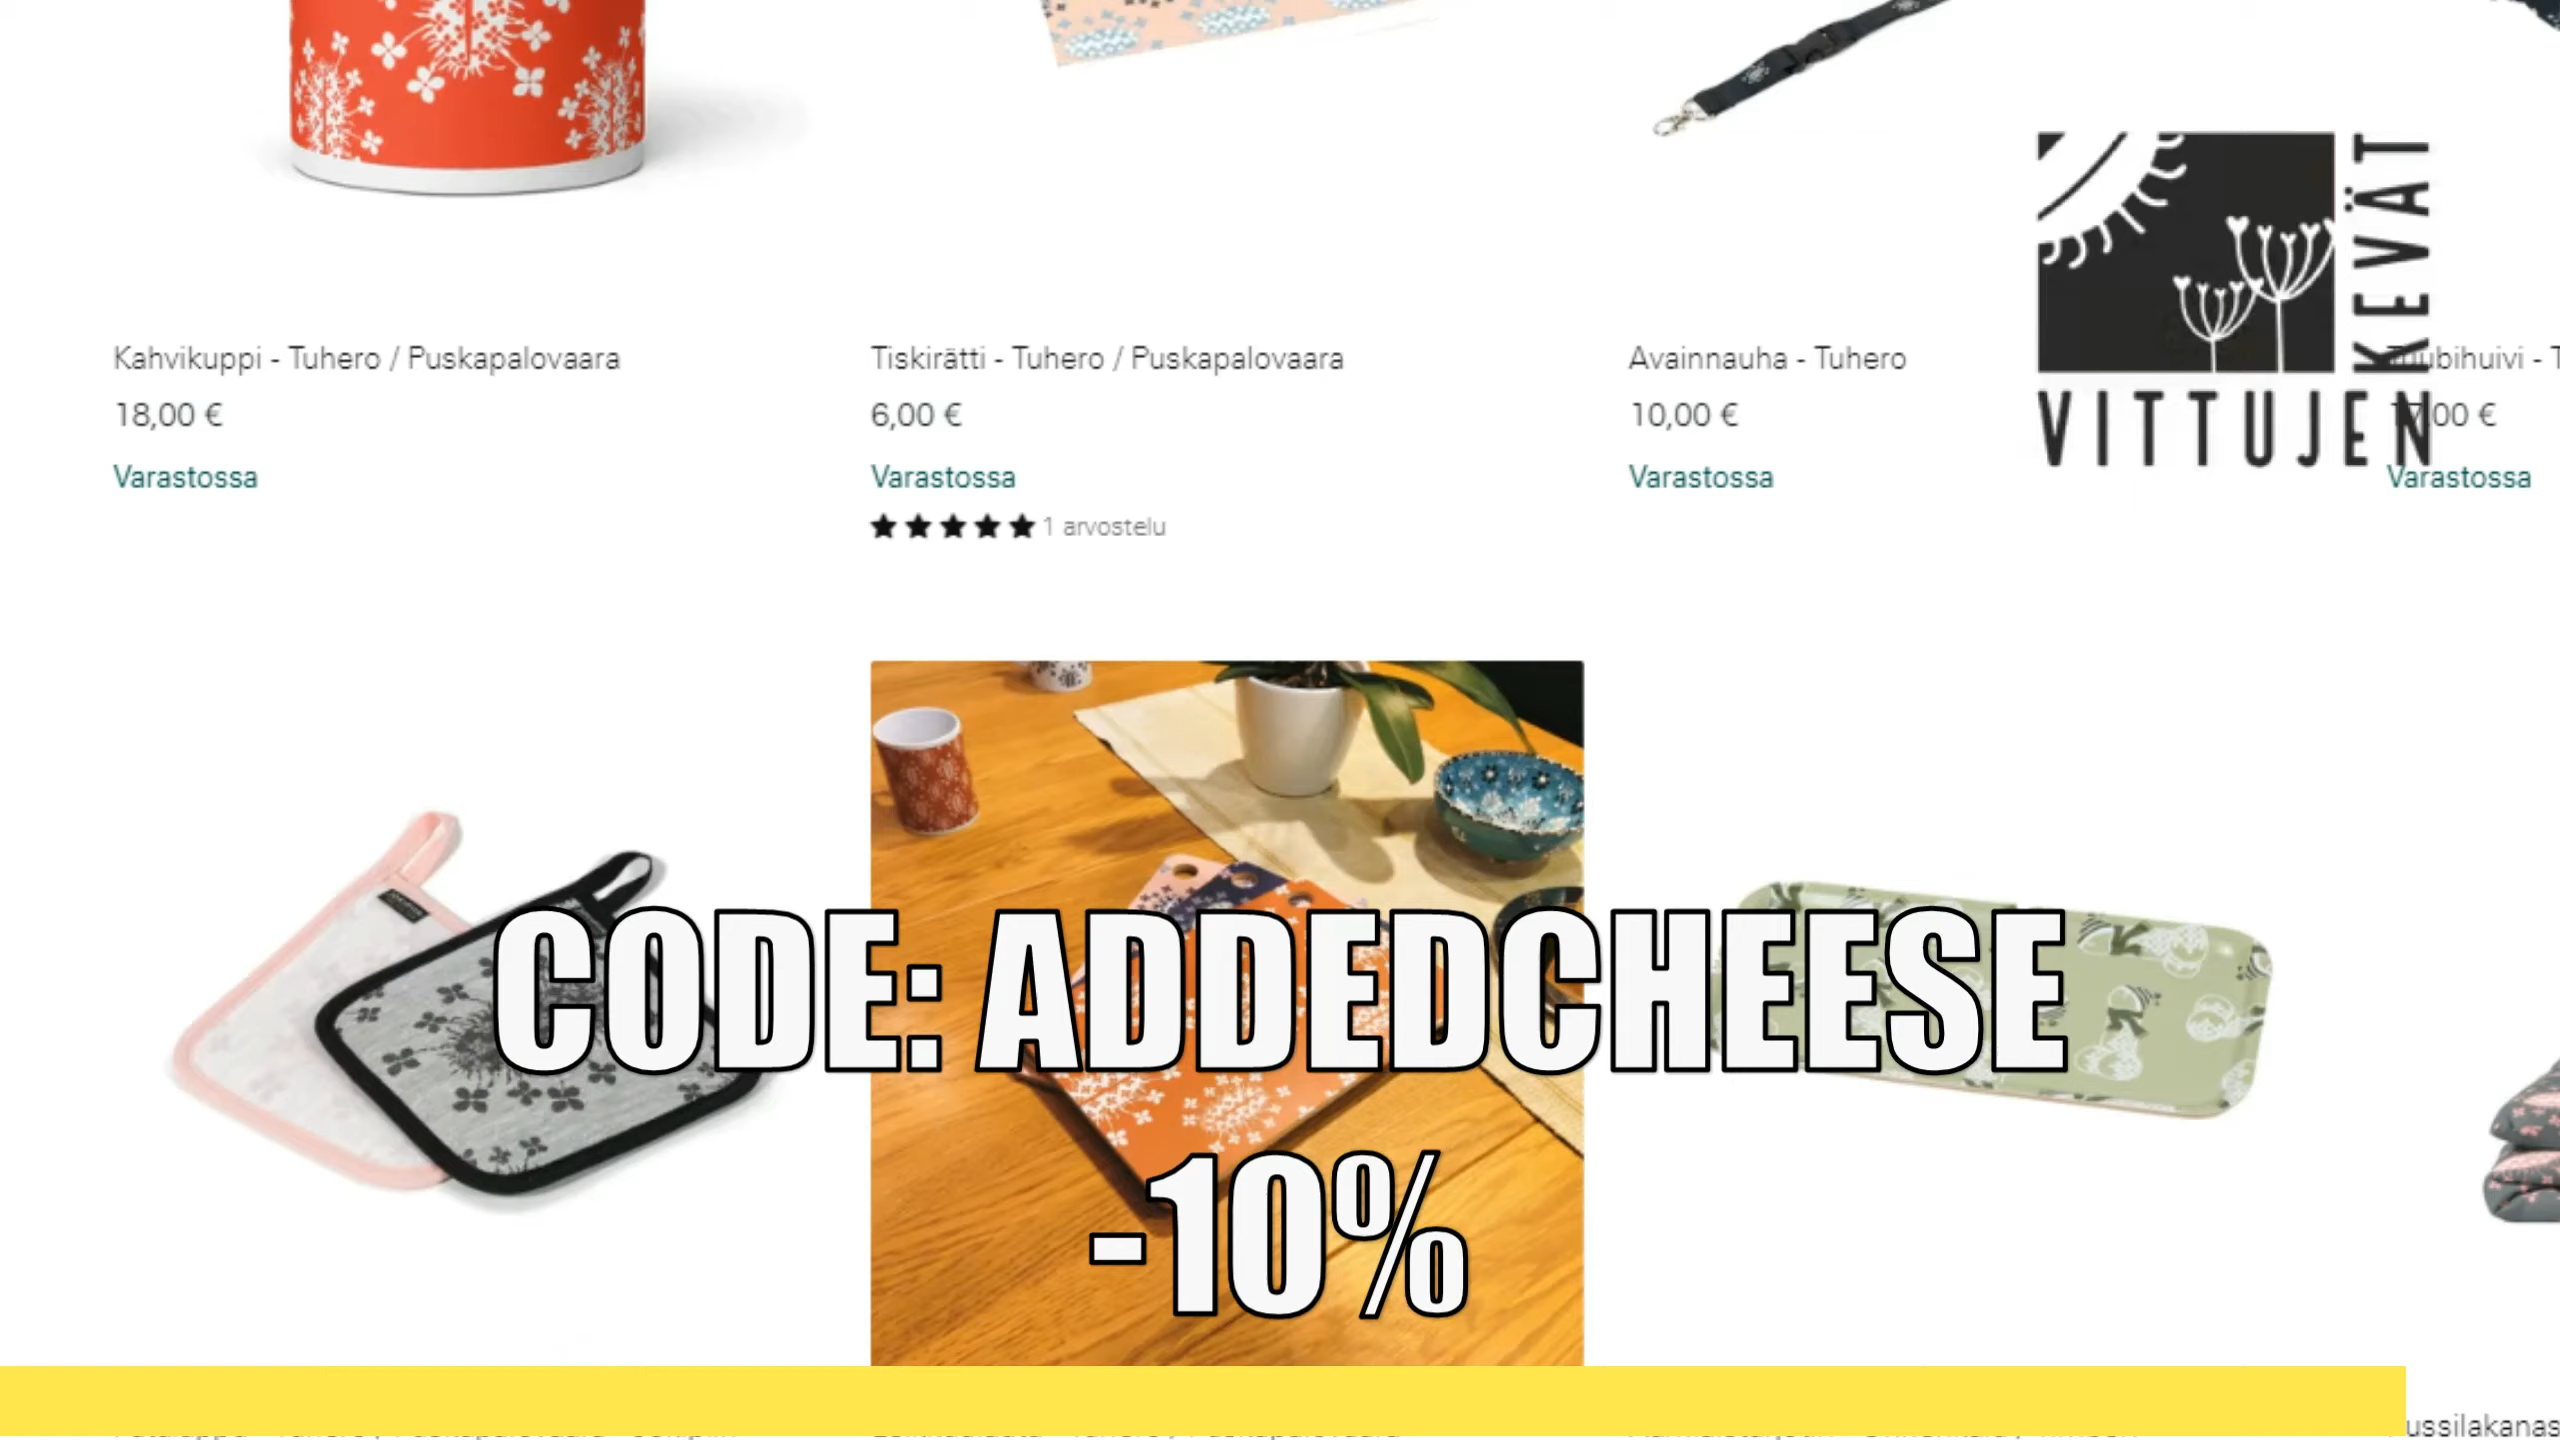 Kahvikuppi - Tuhero / Puskapalovaara
18,00 €
Varastossa
Tiskirätti - Tuhero / Puskapalovaara
6,00 €
Varastossa
1 arvostelu
Avainnauha - Tuhero
10,00 €
Varastossa
KEVÄT
VITTUJEN
Varastossa
CODE: ADDEDCHEESE
-10%